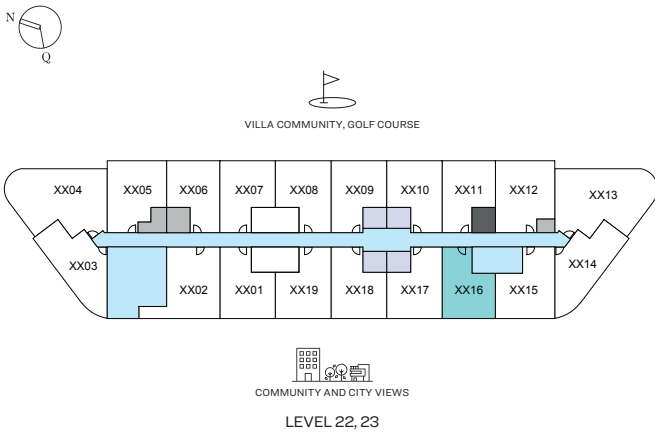 N
Q
VILLA COMMUNITY, GOLF COURSE
XX04 XX05 XX06 XX07 XX08 XX09 XX10 XX11 XX12 XX13
XX03 XX02 XX01 XX19 XX18 XX17 XX16 XX15 XX14
COMMUNITY AND CITY VIEWS
LEVEL 22, 23